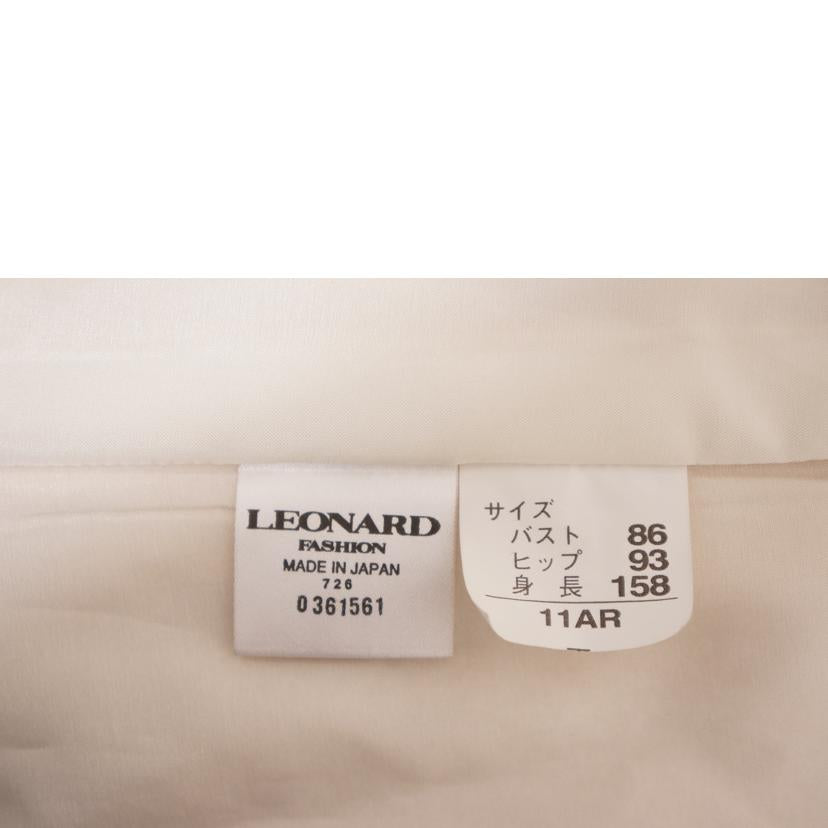 LEONARD
FASHION
MADE IN JAPAN
726
0361561
サイズ
バスト 86
ヒップ 93
身長 158
11AR